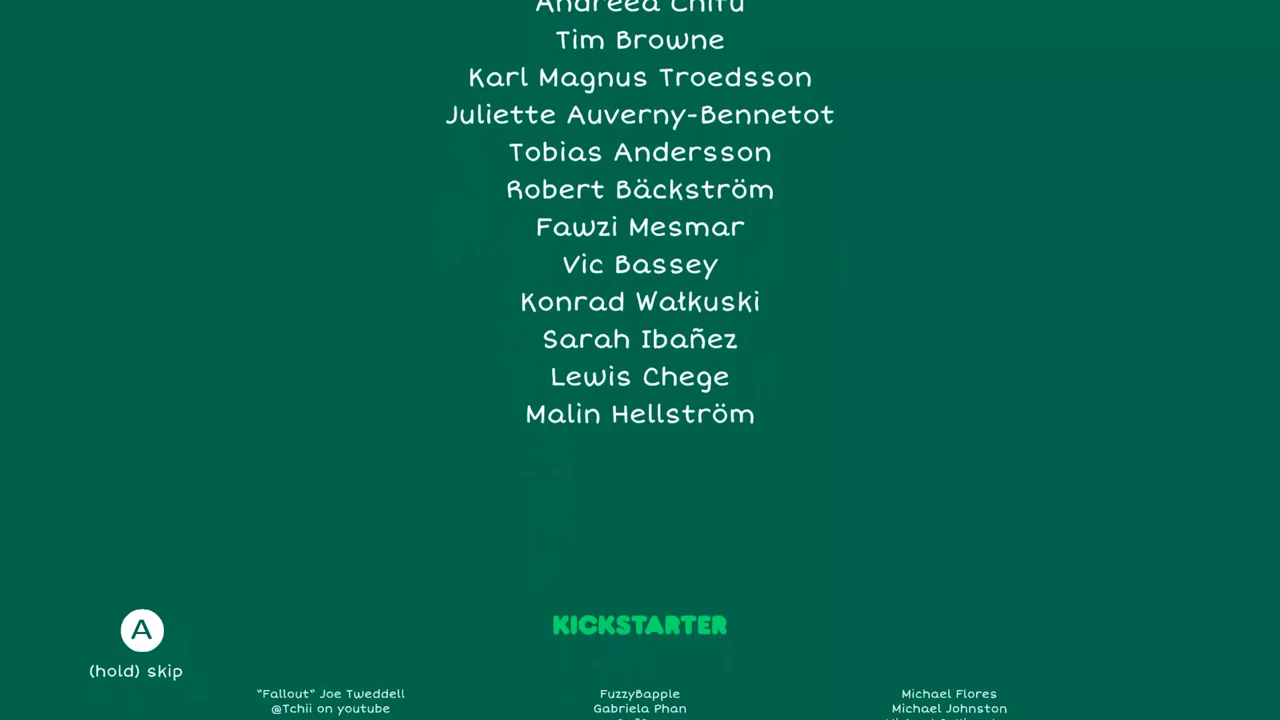 Andreea Chifu
Tim Browne
Karl Magnus Troedsson
Juliette Auverny-Bennetot
Tobias Andersson
Robert Bäckström
Fawzi Mesmar
Vic Bassey
Konrad Wałkuski
Sarah Ibañez
Lewis Chege
Malin Hellström
KICKSTARTER
A
(hold) skip
"Fallout" Joe Tweddell
@Tchii on youtube
FuzzyBapple
Gabriela Phan
Michael Flores
Michael Johnston